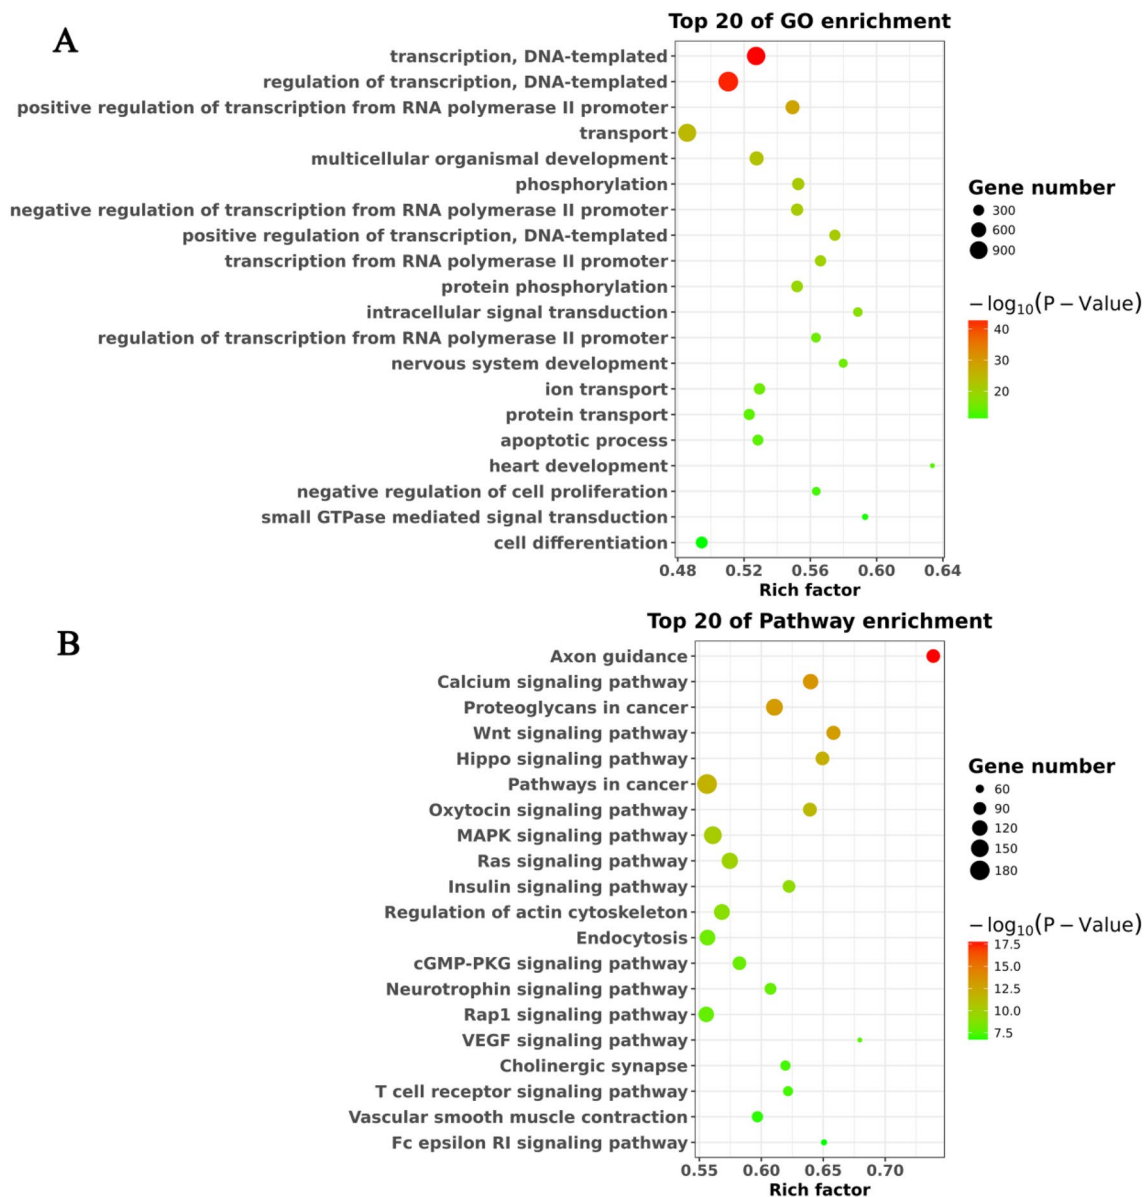 A
Top 20 of GO enrichment
transcription, DNA-templated
regulation of transcription, DNA-templated
positive regulation of transcription from RNA polymerase II promoter
transport
multicellular organismal development
phosphorylation
negative regulation of transcription from RNA polymerase II promoter
positive regulation of transcription, DNA-templated
transcription from RNA polymerase II promoter
protein phosphorylation
intracellular signal transduction
regulation of transcription from RNA polymerase II promoter
nervous system development
ion transport
protein transport
apoptotic process
heart development
negative regulation of cell proliferation
small GTPase mediated signal transduction
cell differentiation
0.48 0.52 0.56 0.60 0.64
Rich factor
Gene number
300
600
900
−log10(P−Value)
40
30
20
B
Top 20 of Pathway enrichment
Axon guidance
Calcium signaling pathway
Proteoglycans in cancer
Wnt signaling pathway
Hippo signaling pathway
Pathways in cancer
Oxytocin signaling pathway
MAPK signaling pathway
Ras signaling pathway
Insulin signaling pathway
Regulation of actin cytoskeleton
Endocytosis
cGMP-PKG signaling pathway
Neurotrophin signaling pathway
Rap1 signaling pathway
VEGF signaling pathway
Cholinergic synapse
T cell receptor signaling pathway
Vascular smooth muscle contraction
Fc epsilon RI signaling pathway
0.55 0.60 0.65 0.70
Rich factor
Gene number
60
90
120
150
180
−log10(P−Value)
17.5
15.0
12.5
10.0
7.5